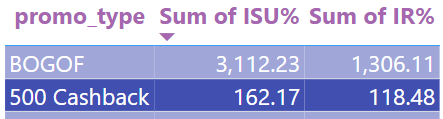 promo_type Sum of ISU% Sum of IR%
BOGOF 3,112.23 1,306.11
500 Cashback 162.17 118.48